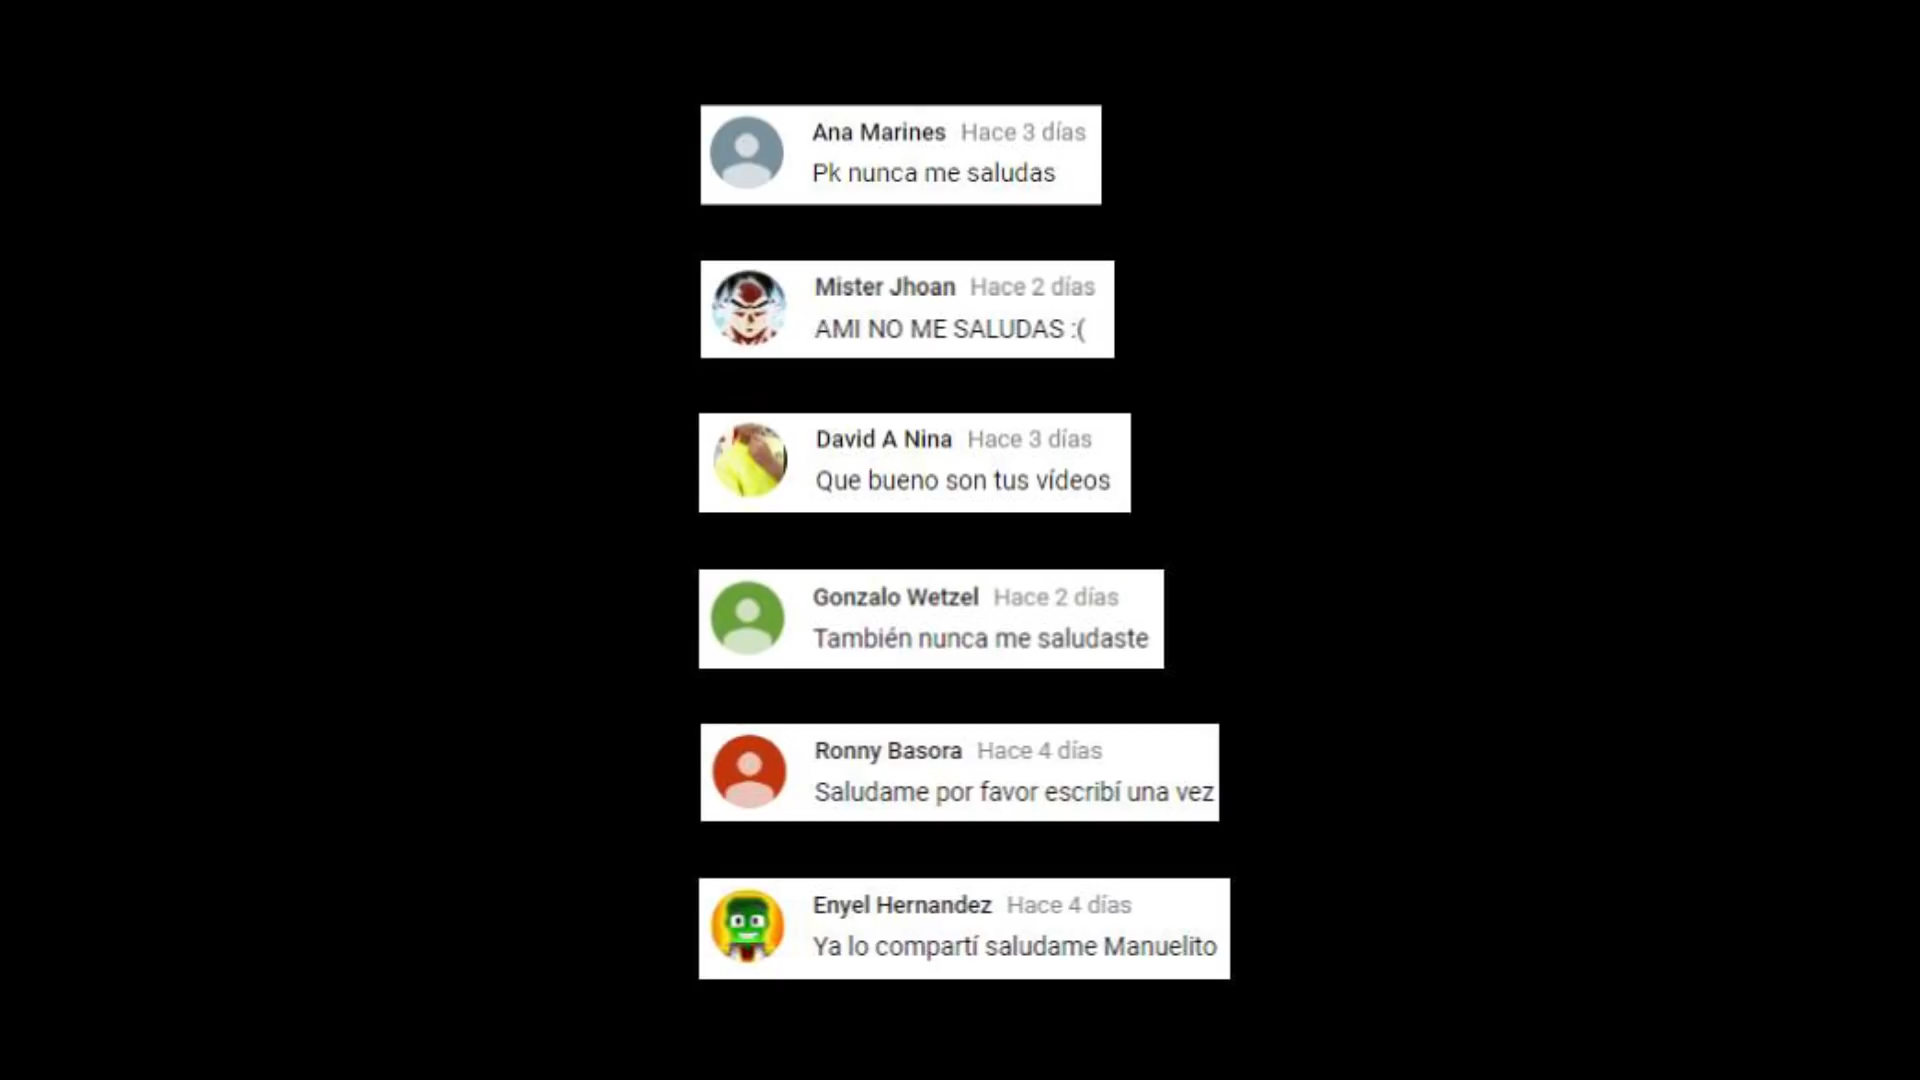 Ana Marines Hace 3 días
Pk nunca me saludas
Mister Jhoan Hace 2 días
AMI NO ME SALUDAS :(
David A Nina Hace 3 días
Que bueno son tus vídeos
Gonzalo Wetzel Hace 2 días
También nunca me saludaste
Ronny Basora Hace 4 días
Saludame por favor escribí una vez
Enyel Hernandez Hace 4 días
Ya lo compartí saludame Manuelito